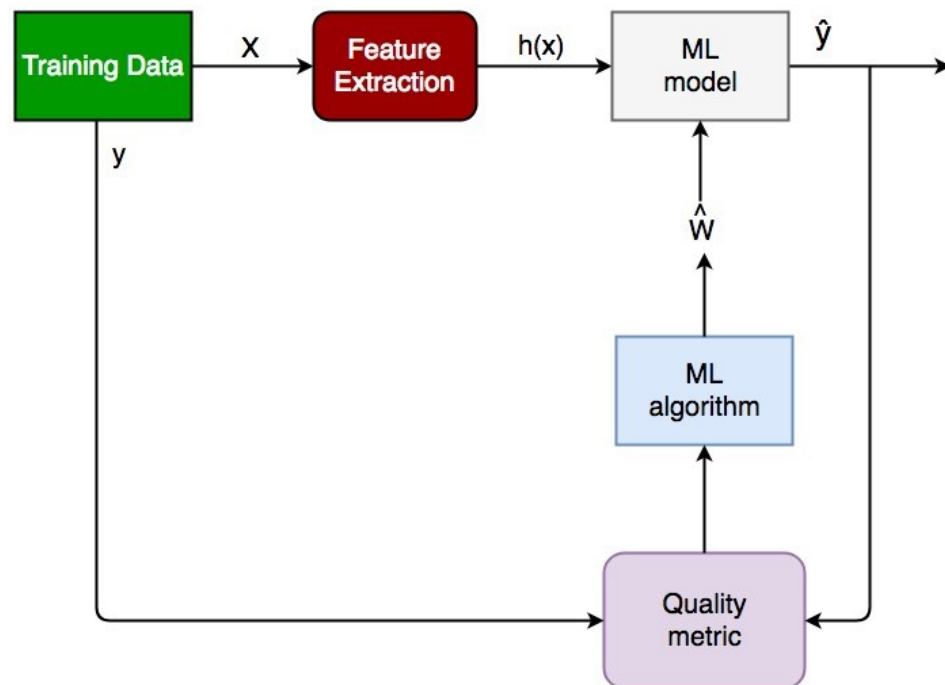 Training Data
X
Feature
Extraction
h(x)
ML
model
ŷ
y
ŵ
ML
algorithm
Quality
metric